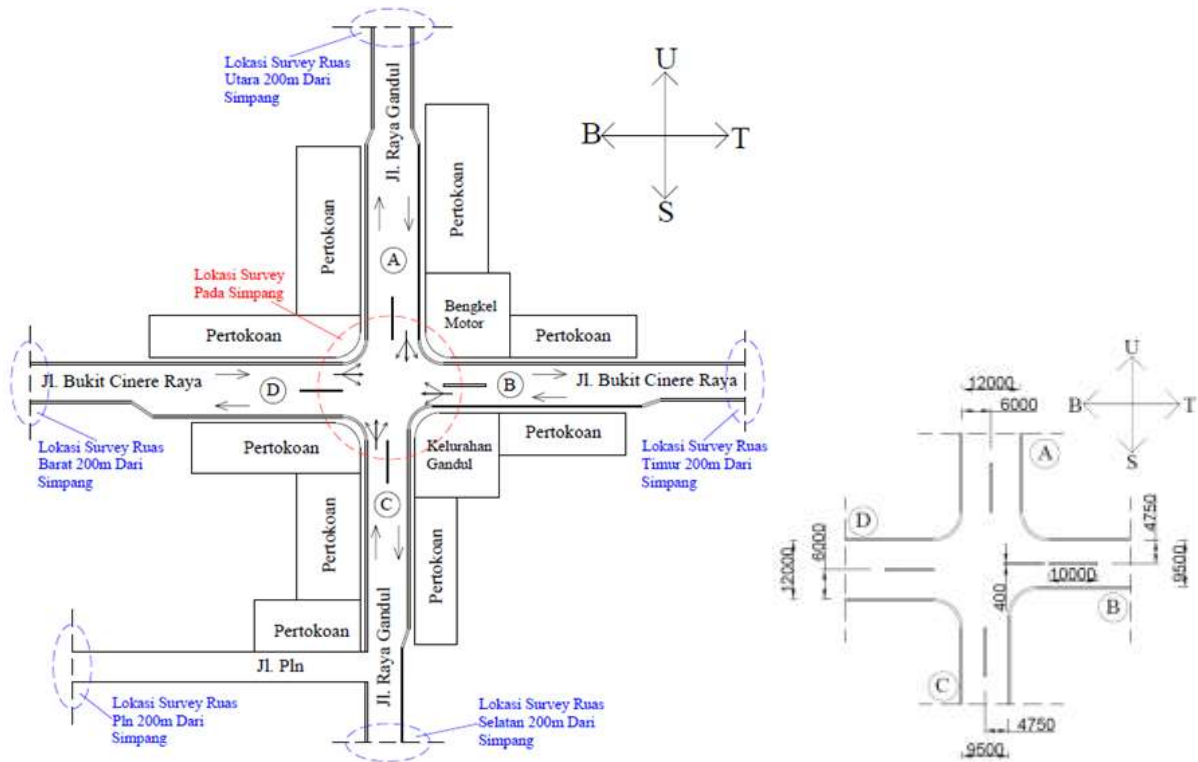 Lokasi Survey Ruas
Utara 200m Dari
Simpang
Jl. Raya Gandul
U
B
T
S
Pertokoan
Pertokoan
A
Lokasi Survey
Pada Simpang
Bengkel
Motor
Pertokoan
Pertokoan
Jl. Bukit Cinere Raya
D
B
Jl. Bukit Cinere Raya
Lokasi Survey Ruas
Barat 200m Dari
Simpang
Pertokoan
Kelurahan
Gandul
Pertokoan
Lokasi Survey Ruas
Timur 200m Dari
Simpang
C
Pertokoan
Pertokoan
Pertokoan
Jl. Raya Gandul
Jl. Pln
Lokasi Survey Ruas
Pln 200m Dari
Simpang
Lokasi Survey Ruas
Selatan 200m Dari
Simpang
U
B
T
S
12000
6000
A
D
4750
12000
6000
400
10000
9500
B
C
4750
9500